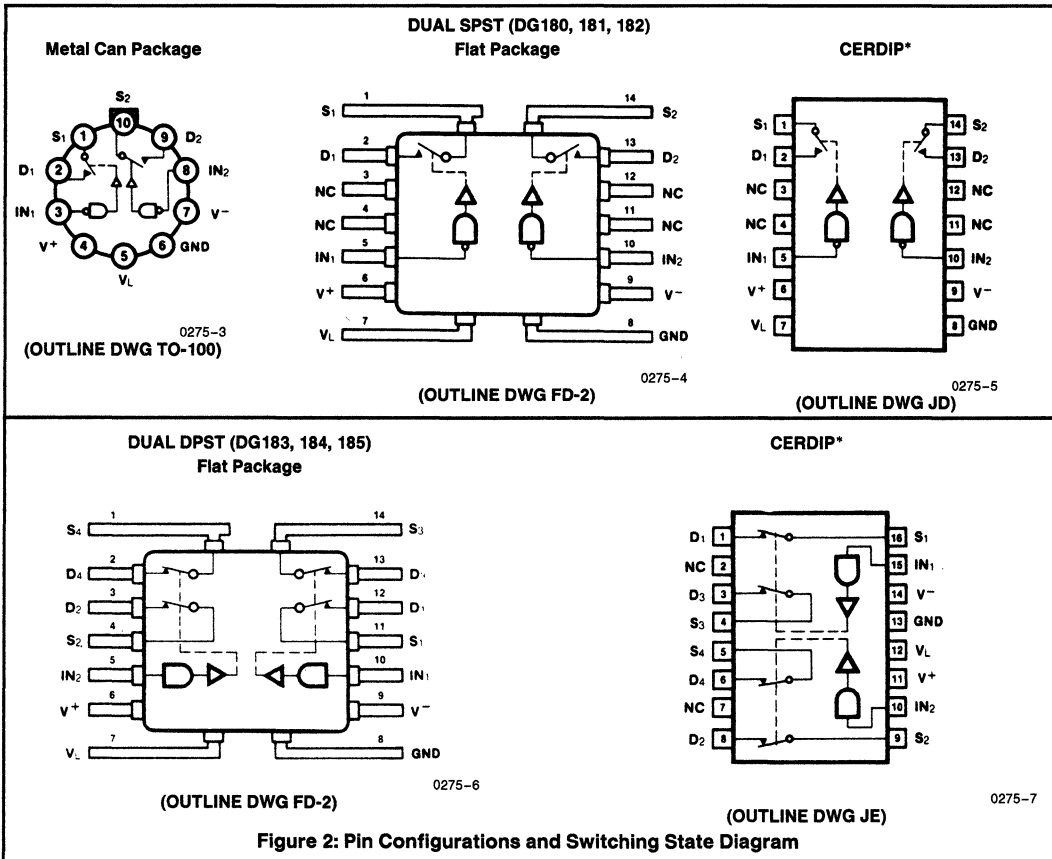 DUAL SPST (DG180, 181, 182)
Metal Can Package
Flat Package
CERDIP*
S2
S1 1 10 9 D2
D1 2 8 IN2
IN1 3 7 V−
V+ 4 5 6 GND
VL
0275–3
(OUTLINE DWG TO-100)
1 14
S1 S2
2 13
D1 D2
3 12
NC NC
4 11
NC NC
5 10
IN1 IN2
6 9
V+ V−
7 8
VL GND
0275–4
(OUTLINE DWG FD-2)
S1 1 14 S2
D1 2 13 D2
NC 3 12 NC
NC 4 11 NC
IN1 5 10 IN2
V+ 6 9 V−
VL 7 8 GND
0275–5
(OUTLINE DWG JD)
DUAL DPST (DG183, 184, 185)
Flat Package
CERDIP*
1 14
S4 S3
2 13
D4
3 12
D2 D1
4 11
S2 S1
5 10
IN2 IN1
6 9
V+ V−
7 8
VL GND
0275–6
(OUTLINE DWG FD-2)
D1 1 16 S1
NC 2 15 IN1
D3 3 14 V−
S3 4 13 GND
S4 5 12 VL
D4 6 11 V+
NC 7 10 IN2
D2 8 9 S2
0275–7
(OUTLINE DWG JE)
Figure 2: Pin Configurations and Switching State Diagram